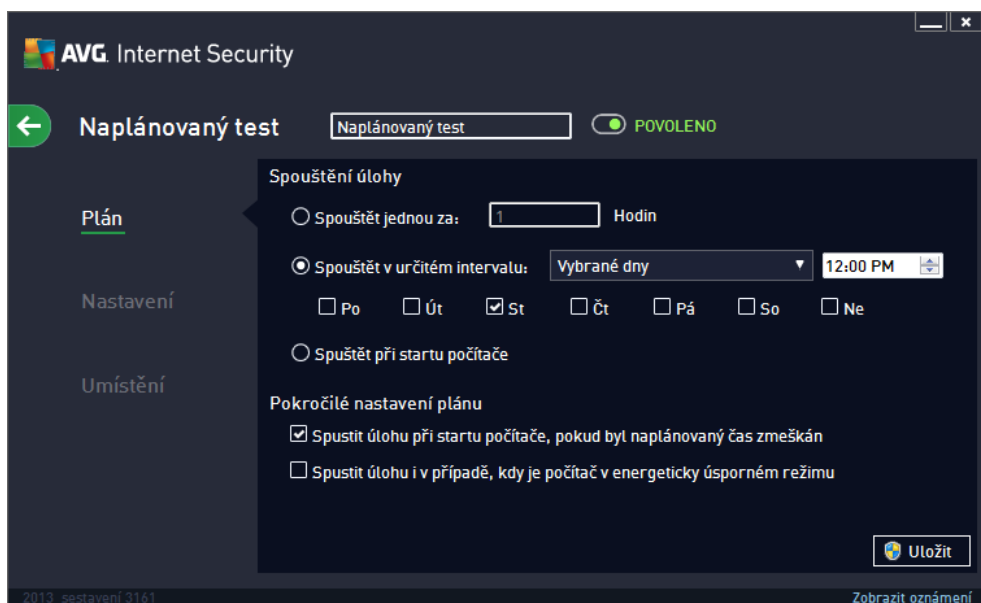 AVG. Internet Security
Naplánovaný test
Naplánovaný test
POVOLENO
Plán
Nastavení
Umístění
Spouštění úlohy
Spouštět jednou za: 1 Hodin
Spouštět v určitém intervalu: Vybrané dny 12:00 PM
Po Út St Čt Pá So Ne
Spuštět při startu počítače
Pokročilé nastavení plánu
Spustit úlohu při startu počítače, pokud byl naplánovaný čas zmeškán
Spustit úlohu i v případě, kdy je počítač v energeticky úsporném režimu
Uložit
2013 sestavení 3161
Zobrazit oznámení